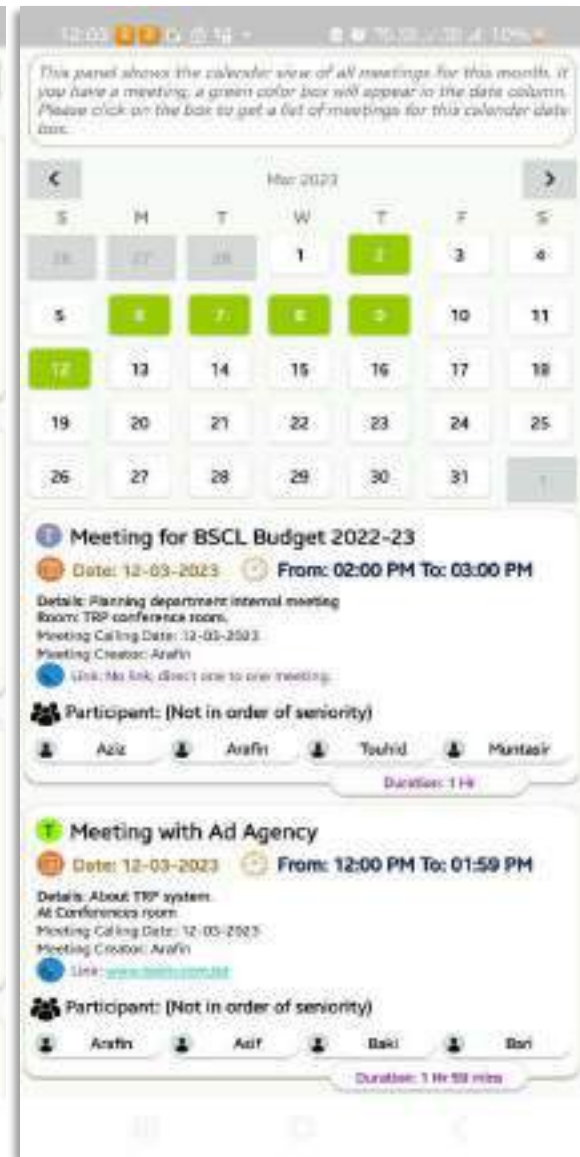 12:03
This panel shows the calender view of all meetings for this month. If
you have a meeting, a green color box will appear in the date column.
Please click on the box to get a list of meetings for this calender date
box.
Mar 2023
S M T W T F S
26 27 28 1 2 3 4
5 6 7 8 9 10 11
12 13 14 15 16 17 18
19 20 21 22 23 24 25
26 27 28 29 30 31 1
T Meeting for BSCL Budget 2022-23
Date: 12-03-2023 From: 02:00 PM To: 03:00 PM
Details: Planning department internal meeting
Room: TRP conference room.
Meeting Calling Date: 12-03-2023
Meeting Creator: Arafin
Link: No link, direct one to one meeting.
Participant: (Not in order of seniority)
Aziz Arafin Touhid Muntasir
Duration: 1 Hr
T Meeting with Ad Agency
Date: 12-03-2023 From: 12:00 PM To: 01:59 PM
Details: About TRP system
At Conferences room
Meeting Calling Date: 12-03-2023
Meeting Creator: Arafin
Link:
Participant: (Not in order of seniority)
Arafin Asif Baki Bari
Duration: 1 Hr 59 mins